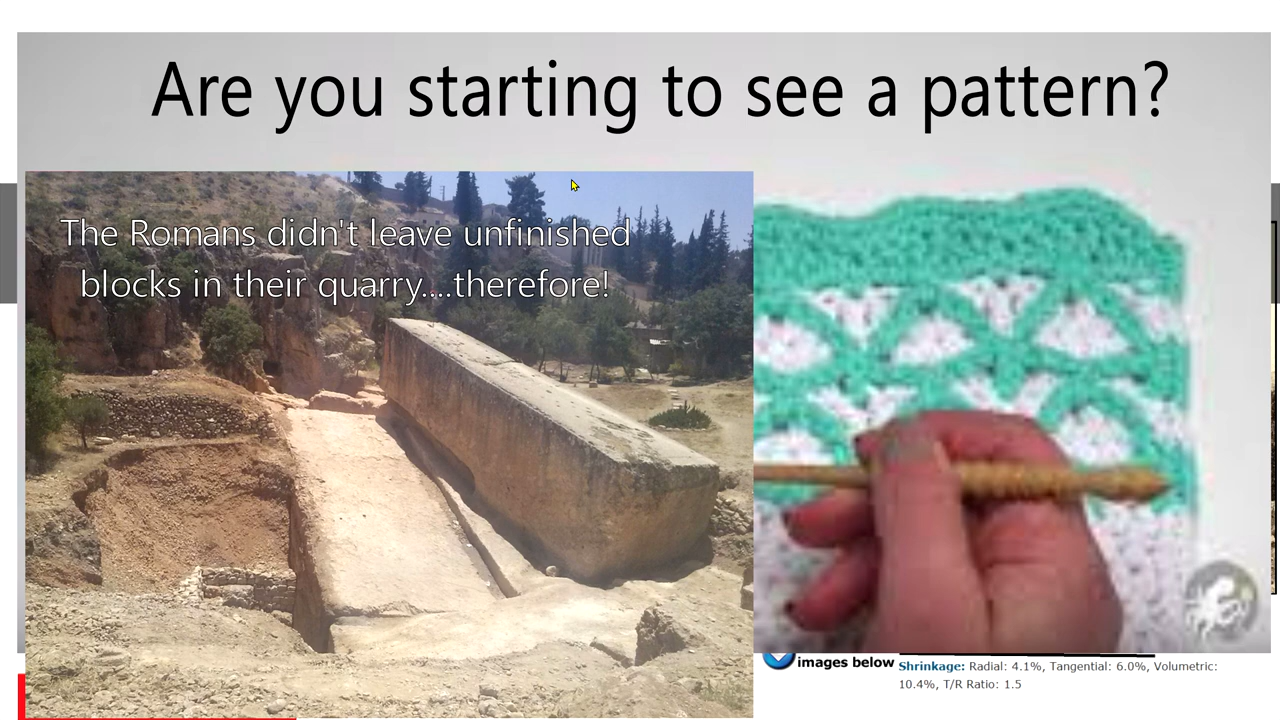 Are you starting to see a pattern?
The Romans didn't leave unfinished
blocks in their quarry....therefore!
images below
Shrinkage: Radial: 4.1%, Tangential: 6.0%, Volumetric:
10.4%, T/R Ratio: 1.5